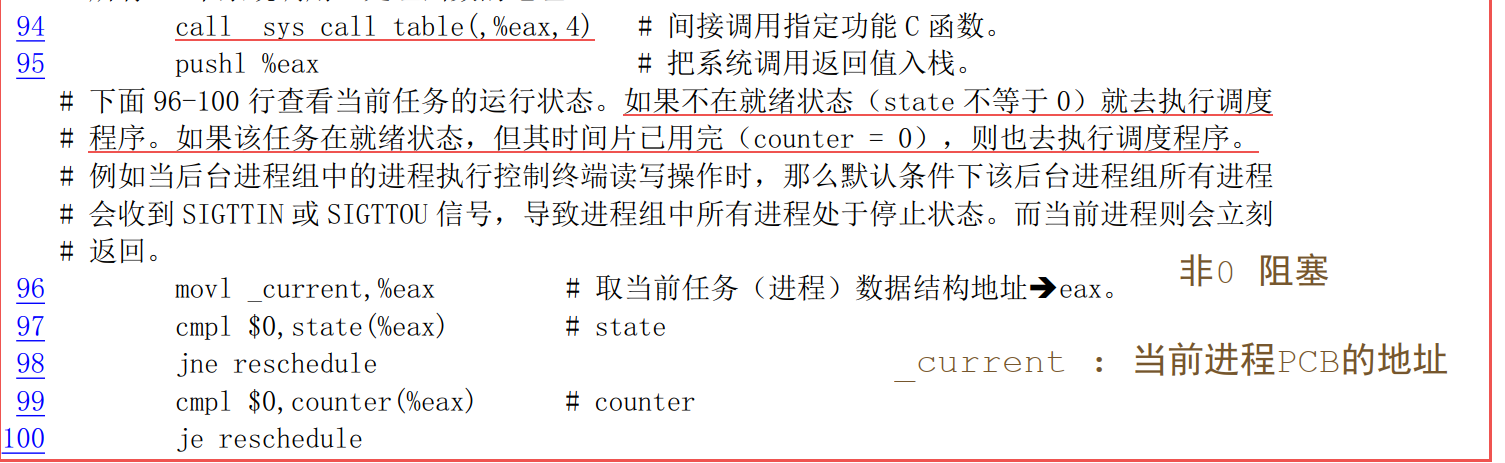 94 call _sys_call_table(,%eax,4) # 间接调用指定功能 C 函数。
95 pushl %eax # 把系统调用返回值入栈。
# 下面 96-100 行查看当前任务的运行状态。如果不在就绪状态（state 不等于 0）就去执行调度
# 程序。如果该任务在就绪状态，但其时间片已用完（counter = 0），则也去执行调度程序。
# 例如当后台进程组中的进程执行控制终端读写操作时，那么默认条件下该后台进程组所有进程
# 会收到 SIGTTIN 或 SIGTTOU 信号，导致进程组中所有进程处于停止状态。而当前进程则会立刻
# 返回。
非0 阻塞
96 movl _current,%eax # 取当前任务（进程）数据结构地址➔eax。
97 cmpl $0,state(%eax) # state
98 jne reschedule
_current : 当前进程PCB的地址
99 cmpl $0,counter(%eax) # counter
100 je reschedule